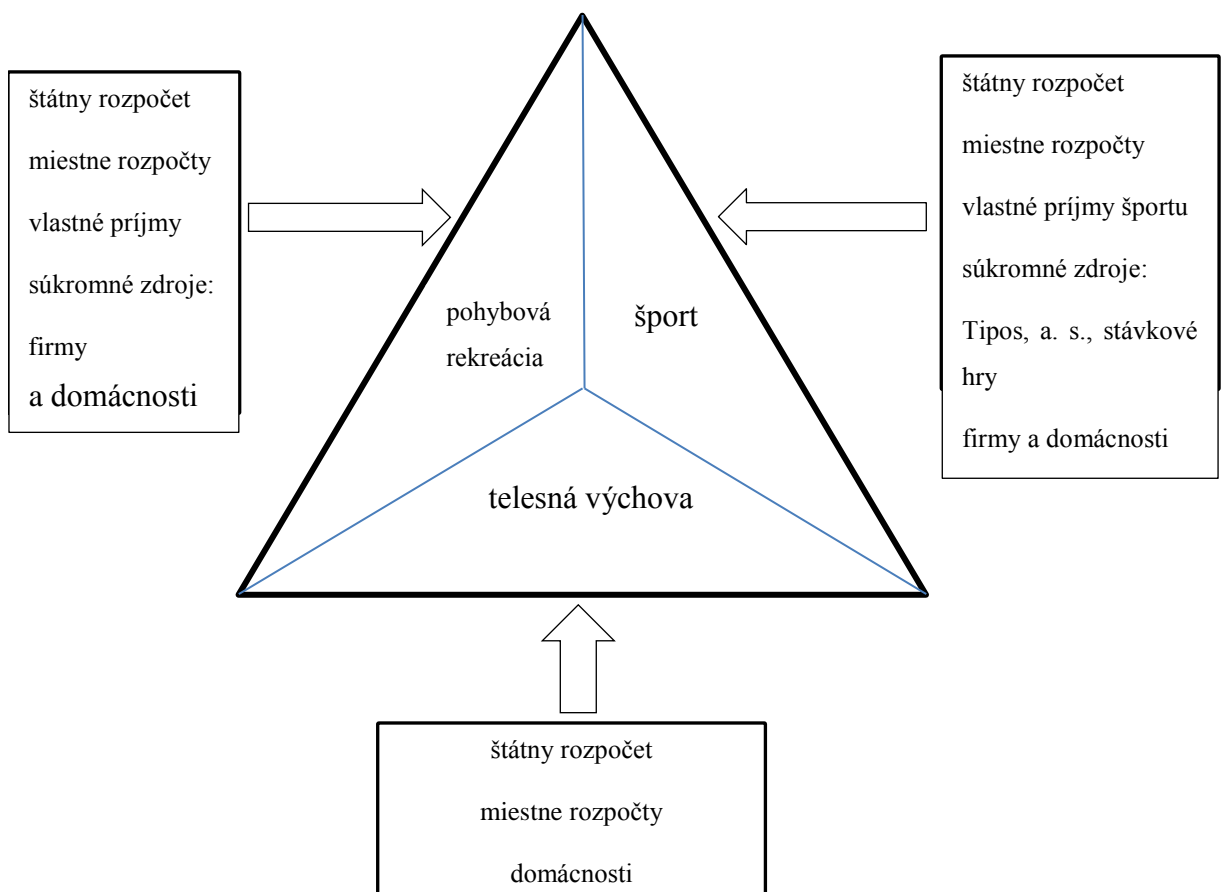 štátny rozpočet
miestne rozpočty
vlastné príjmy
súkromné zdroje:
firmy
a domácnosti
pohybová
rekreácia
šport
telesná výchova
štátny rozpočet
miestne rozpočty
vlastné príjmy športu
súkromné zdroje:
Tipos, a. s., stávkové
hry
firmy a domácnosti
štátny rozpočet
miestne rozpočty
domácnosti